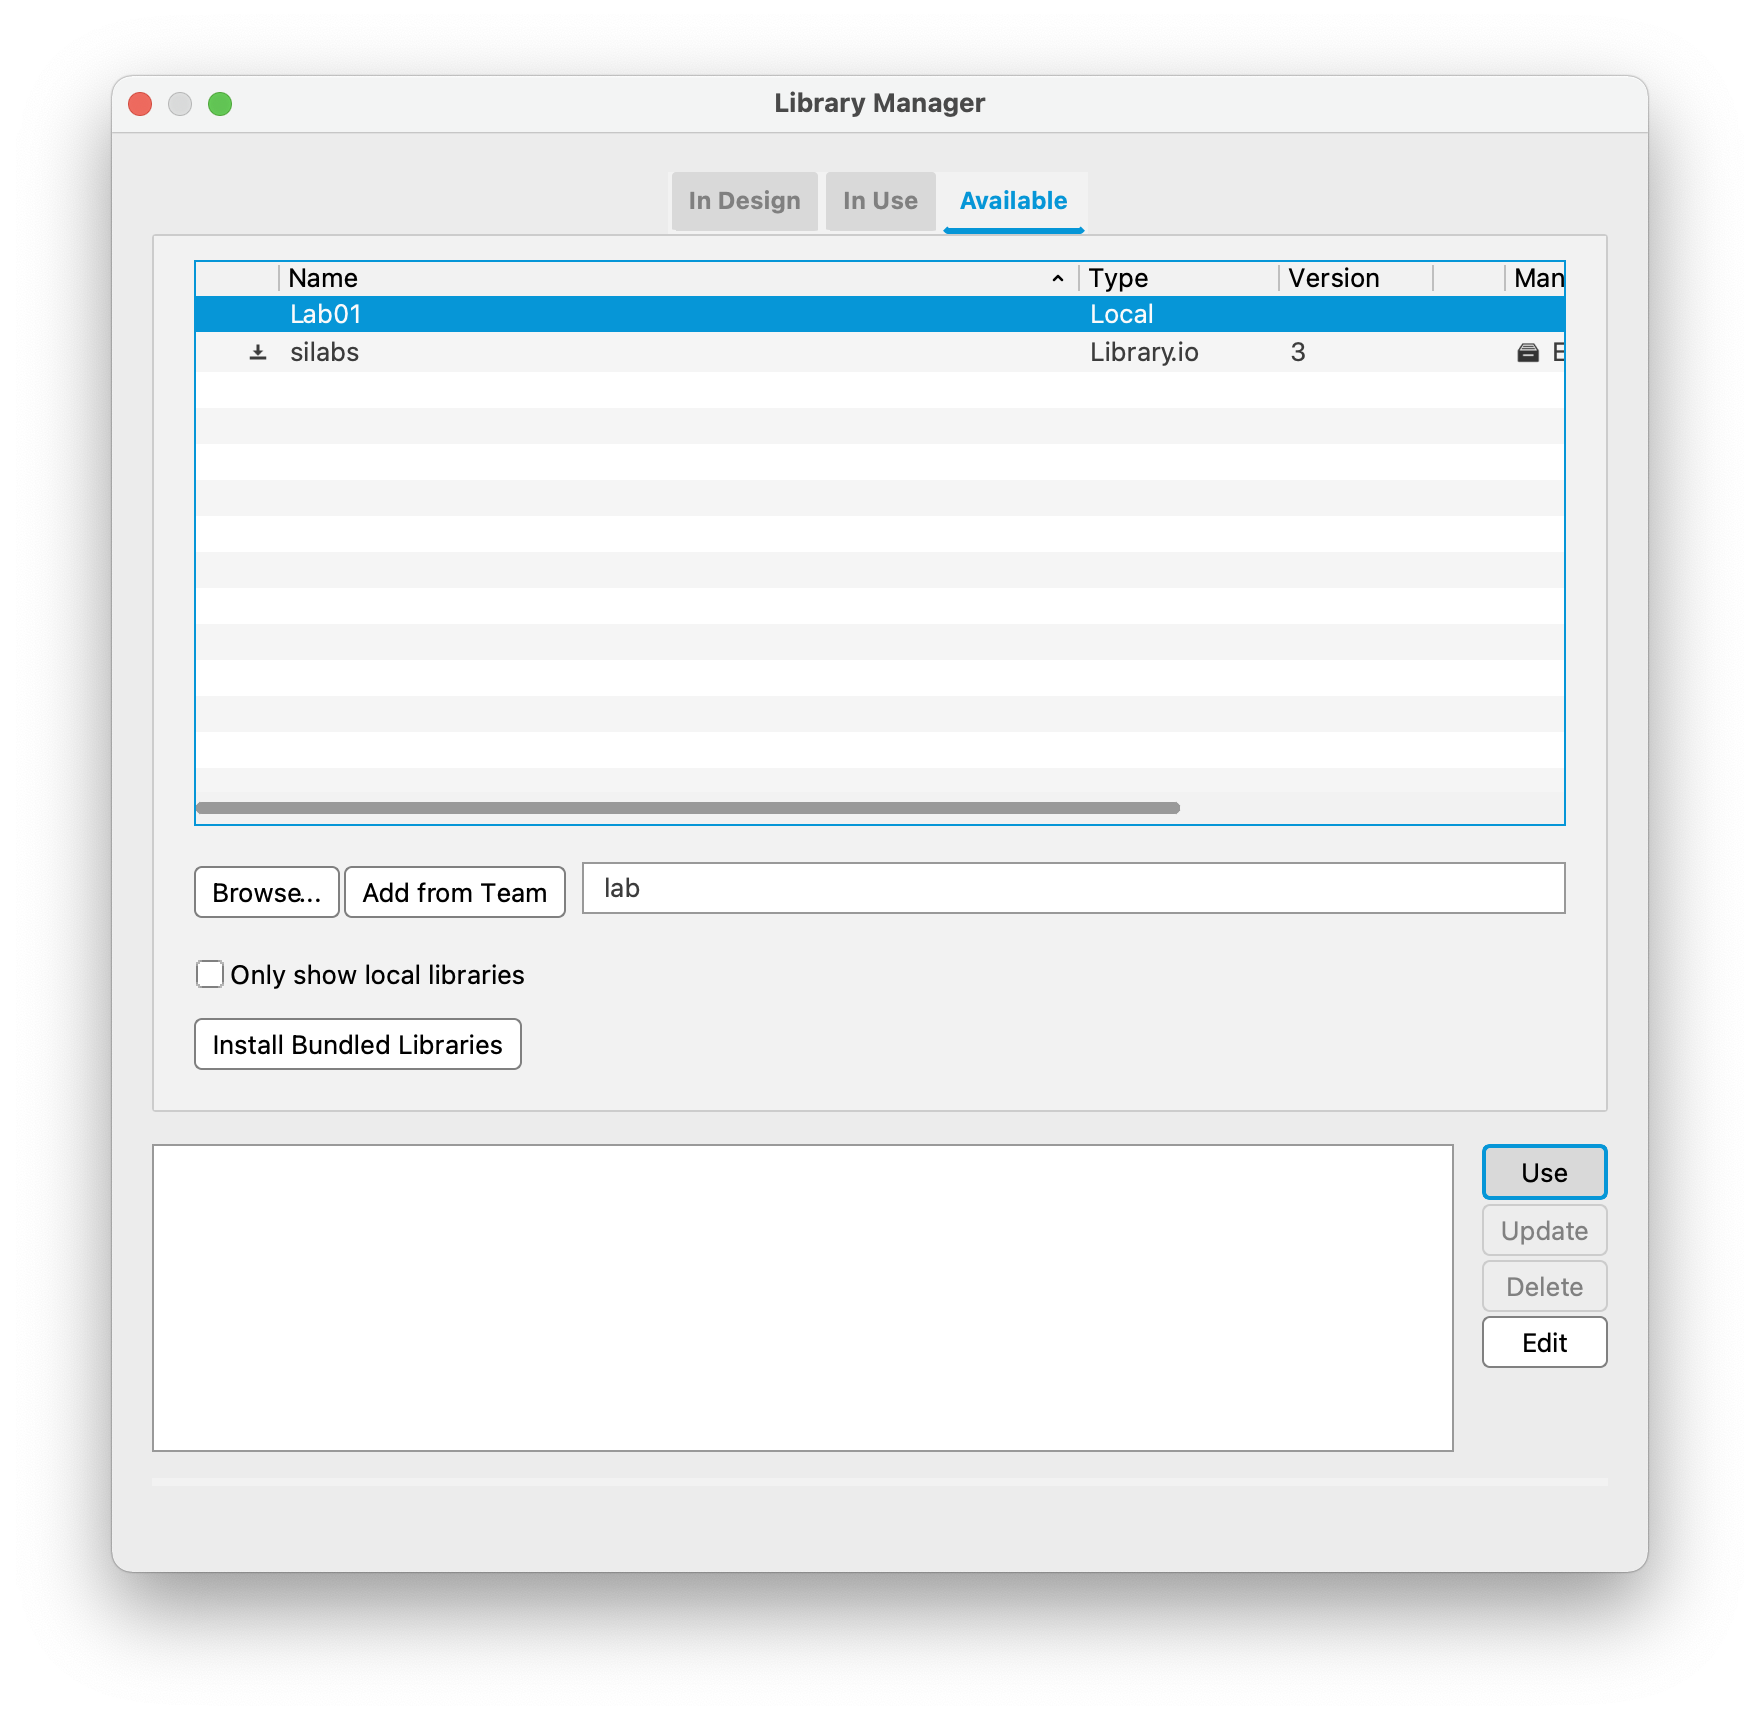 Library Manager
In Design In Use Available
Name Type Version Man
Lab01 Local
silabs Library.io 3 E
Browse... Add from Team lab
Only show local libraries
Install Bundled Libraries
Use
Update
Delete
Edit